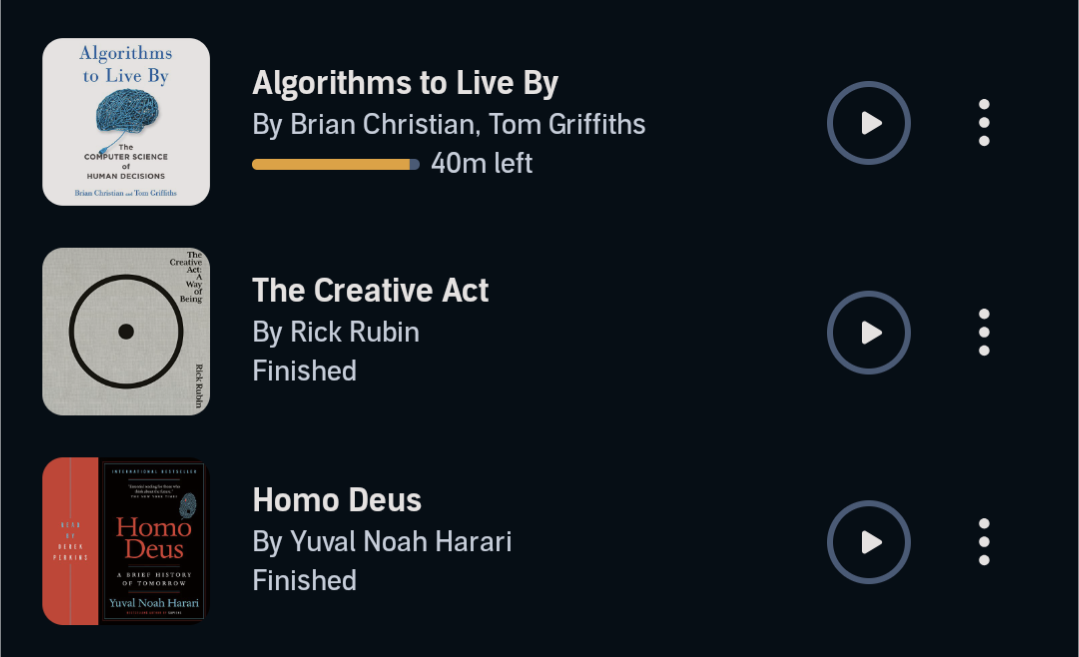 Algorithms
to Live By
The
COMPUTER SCIENCE
of
HUMAN DECISIONS
Brian Christian and Tom Griffiths
Algorithms to Live By
By Brian Christian, Tom Griffiths
40m left
The
Creative
Act:
A
Way
of
Being
Rick Rubin
The Creative Act
By Rick Rubin
Finished
READ
BY
DEREK
PERKINS
INTERNATIONAL BESTSELLER
Homo
Deus
A BRIEF HISTORY
OF TOMORROW
Yuval Noah Harari
Homo Deus
By Yuval Noah Harari
Finished